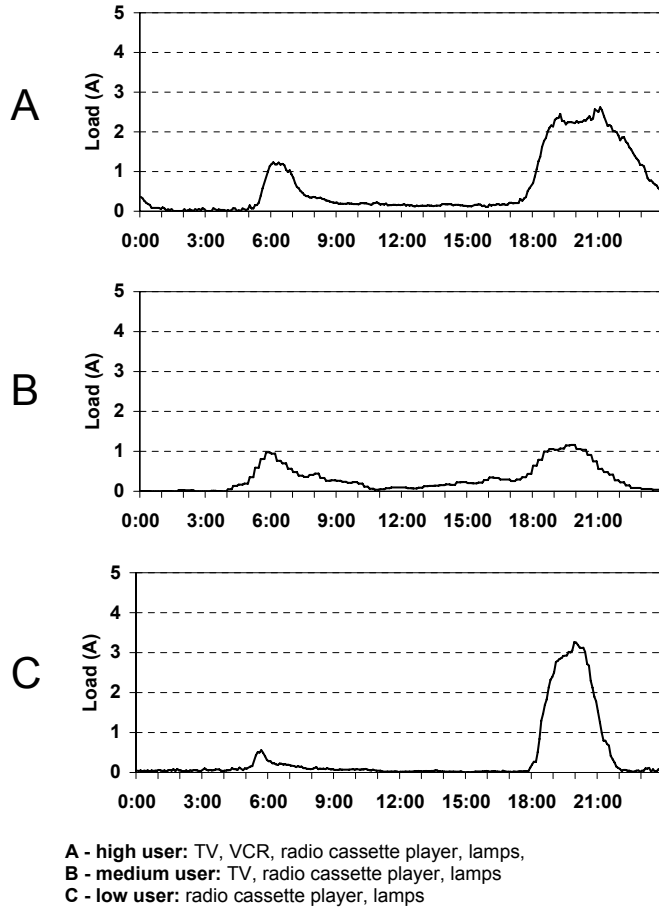 A
Load (A)
5
4
3
2
1
0
0:00 3:00 6:00 9:00 12:00 15:00 18:00 21:00
B
Load (A)
5
4
3
2
1
0
0:00 3:00 6:00 9:00 12:00 15:00 18:00 21:00
C
Load (A)
5
4
3
2
1
0
0:00 3:00 6:00 9:00 12:00 15:00 18:00 21:00
A - high user: TV, VCR, radio cassette player, lamps,
B - medium user: TV, radio cassette player, lamps
C - low user: radio cassette player, lamps